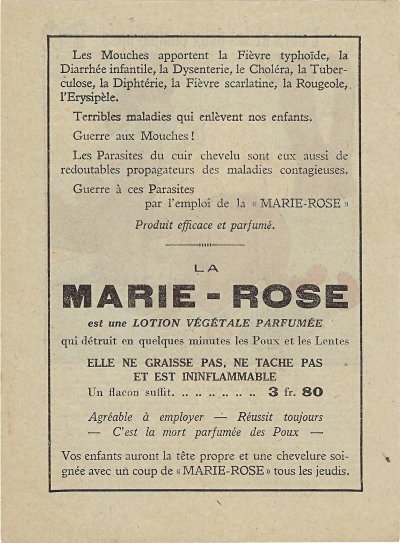 Les Mouches apportent la Fièvre typhoïde, la
Diarrhée infantile, la Dysenterie, le Choléra, la Tuber-
culose, la Diphtérie, la Fièvre scarlatine, la Rougeole,
l'Erysipèle.
Terribles maladies qui enlèvent nos enfants.
Guerre aux Mouches !
Les Parasites du cuir chevelu sont eux aussi de
redoutables propagateurs des maladies contagieuses.
Guerre à ces Parasites
par l'emploi de la « MARIE-ROSE »
Produit efficace et parfumé.
LA
MARIE - ROSE
est une LOTION VÉGÉTALE PARFUMÉE
qui détruit en quelques minutes les Poux et les Lentes
ELLE NE GRAISSE PAS, NE TACHE PAS
ET EST ININFLAMMABLE
Un flacon suffit. .. .. .. .. .. .. 3 fr. 80
Agréable à employer — Réussit toujours
— C'est la mort parfumée des Poux —
Vos enfants auront la tête propre et une chevelure soi-
gnée avec un coup de « MARIE-ROSE » tous les jeudis.